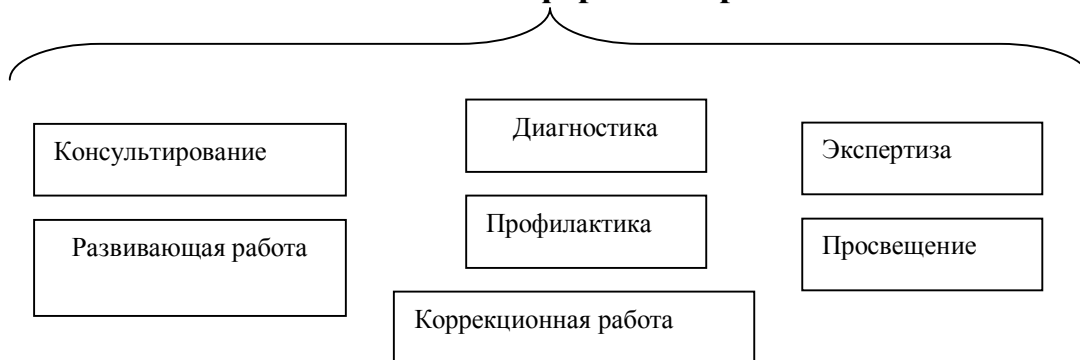 Диагностика
Консультирование
Экспертиза
Профилактика
Развивающая работа
Просвещение
Коррекционная работа